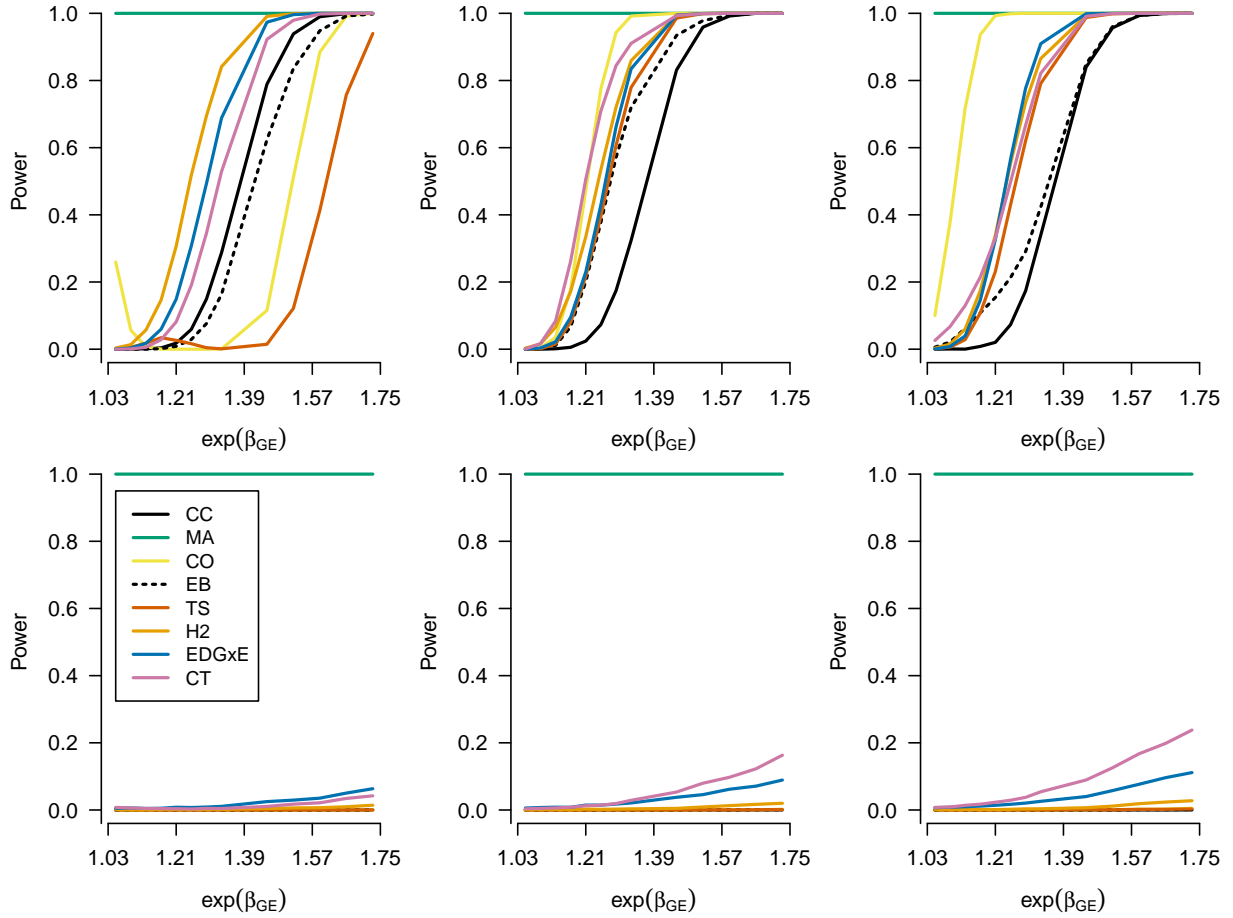 1.0 1.0 1.0
0.8 0.8 0.8
0.6 0.6 0.6
Power Power Power
0.4 0.4 0.4
0.2 0.2 0.2
0.0 0.0 0.0
1.03 1.21 1.39 1.57 1.75 1.03 1.21 1.39 1.57 1.75 1.03 1.21 1.39 1.57 1.75
exp(βGE) exp(βGE) exp(βGE)
1.0 1.0 1.0
CC
MA
0.8 0.8 0.8
CO
EB
0.6 0.6 0.6
TS
H2
Power Power Power
EDGxE
0.4 0.4 0.4
CT
0.2 0.2 0.2
0.0 0.0 0.0
1.03 1.21 1.39 1.57 1.75 1.03 1.21 1.39 1.57 1.75 1.03 1.21 1.39 1.57 1.75
exp(βGE) exp(βGE) exp(βGE)